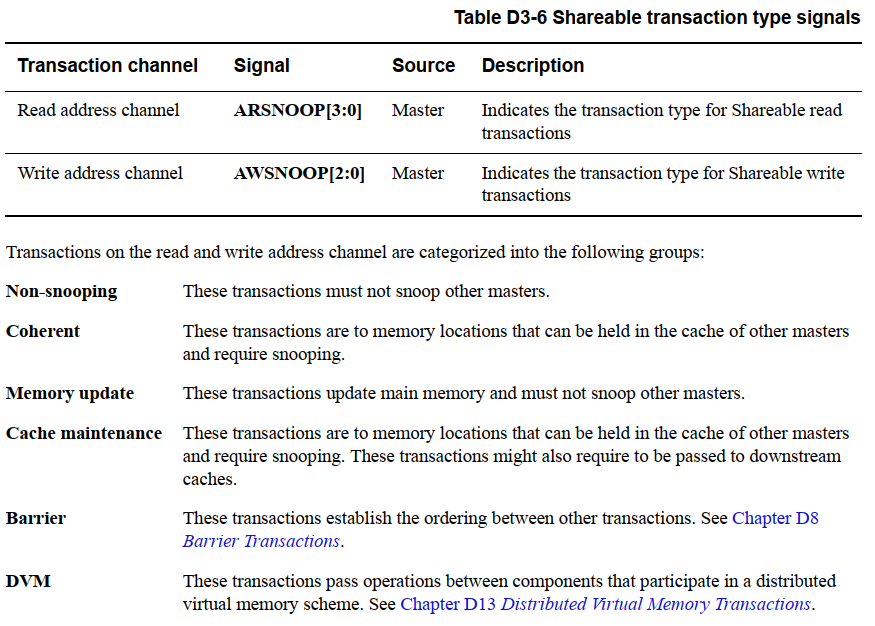 Table D3-6 Shareable transaction type signals
Transaction channel Signal Source Description
Read address channel ARSNOOP[3:0] Master Indicates the transaction type for Shareable read
transactions
Write address channel AWSNOOP[2:0] Master Indicates the transaction type for Shareable write
transactions
Transactions on the read and write address channel are categorized into the following groups:
Non-snooping These transactions must not snoop other masters.
Coherent These transactions are to memory locations that can be held in the cache of other masters
and require snooping.
Memory update These transactions update main memory and must not snoop other masters.
Cache maintenance These transactions are to memory locations that can be held in the cache of other masters
and require snooping. These transactions might also require to be passed to downstream
caches.
Barrier These transactions establish the ordering between other transactions. See Chapter D8
Barrier Transactions.
DVM These transactions pass operations between components that participate in a distributed
virtual memory scheme. See Chapter D13 Distributed Virtual Memory Transactions.